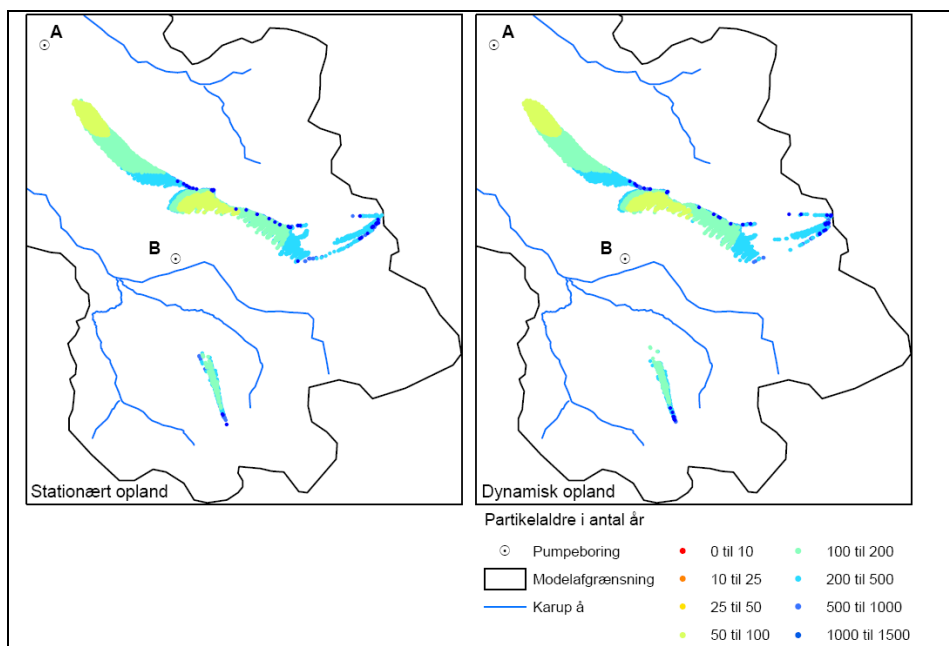 A
B
Stationært opland
A
B
Dynamisk opland
Partikelaldre i antal år
Pumpeboring
Modelafgrænsning
Karup å
0 til 10
10 til 25
25 til 50
50 til 100
100 til 200
200 til 500
500 til 1000
1000 til 1500